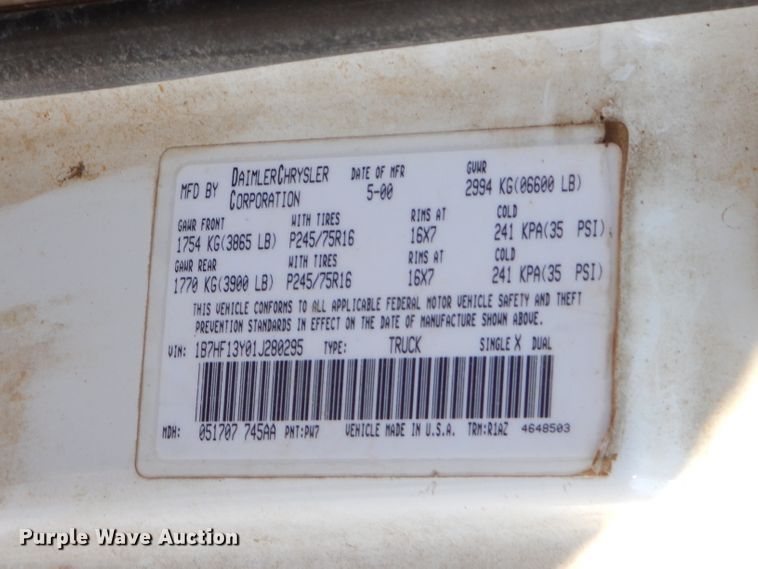 MFD BY DAIMLERCHRYSLER CORPORATION DATE OF MFR 5-00 GVWR 2994 KG(06600 LB)
GAWR FRONT WITH TIRES RIMS AT COLD
1754 KG(3865 LB) P245/75R16 16X7 241 KPA(35 PSI)
GAWR REAR WITH TIRES RIMS AT COLD
1770 KG(3900 LB) P245/75R16 16X7 241 KPA(35 PSI)
THIS VEHICLE CONFORMS TO ALL APPLICABLE FEDERAL MOTOR VEHICLE SAFETY AND THEFT
PREVENTION STANDARDS IN EFFECT ON THE DATE OF MANUFACTURE SHOWN ABOVE.
VIN: 1B7HF13Y01J280295 TYPE: TRUCK SINGLE X DUAL
MDH: 051707 745AA PNT:PW7 VEHICLE MADE IN U.S.A. TRM:R1AZ 4648503
Purple Wave Auction